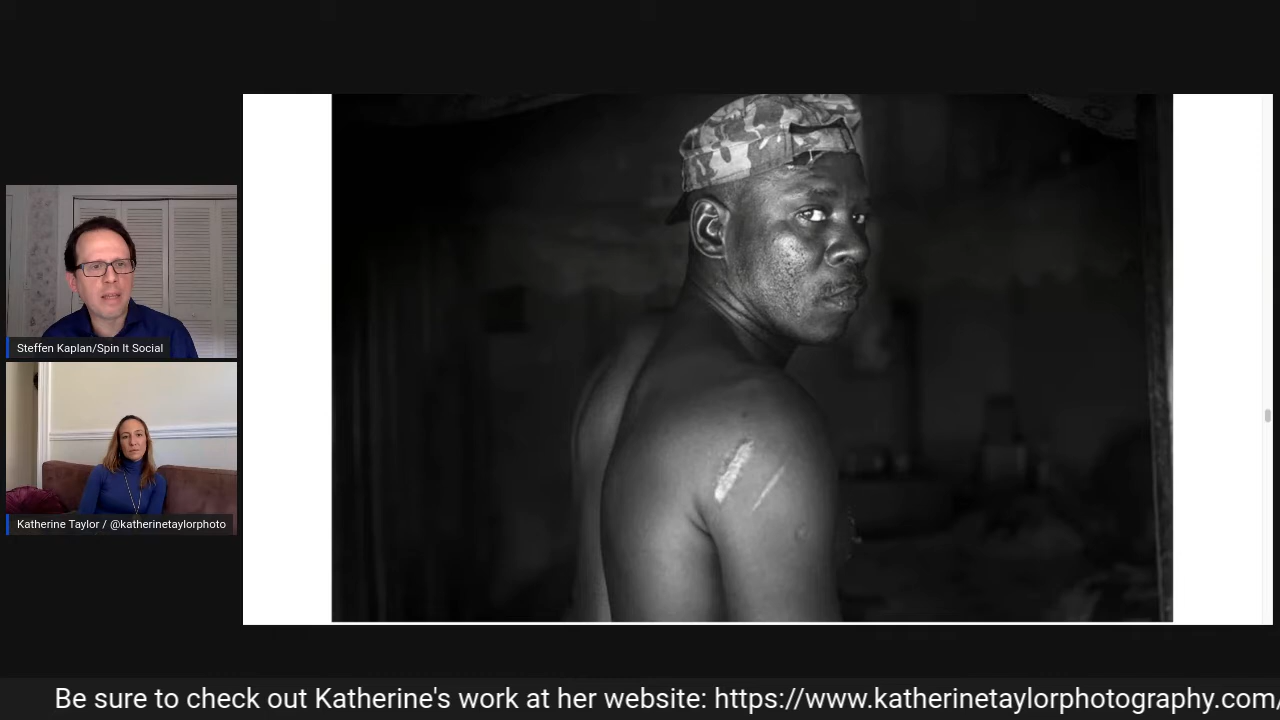 Steffen Kaplan/Spin It Social
Katherine Taylor / @katherinetaylorphoto
Be sure to check out Katherine's work at her website: https://www.katherinetaylorphotography.com/